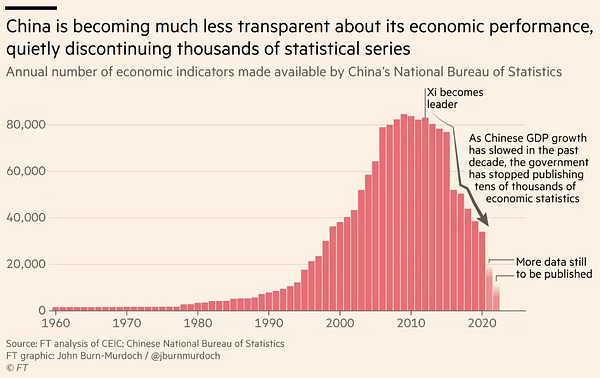 China is becoming much less transparent about its economic performance,
quietly discontinuing thousands of statistical series
Annual number of economic indicators made available by China's National Bureau of Statistics
Xi becomes
leader
80,000
As Chinese GDP growth
has slowed in the past
decade, the government
has stopped publishing
tens of thousands of
economic statistics
60,000
40,000
20,000
More data still
to be published
0
1960
1970
1980
1990
2000
2010
2020
Source: FT analysis of CEIC; Chinese National Bureau of Statistics
FT graphic: John Burn-Murdoch / @jburnmurdoch
© FT